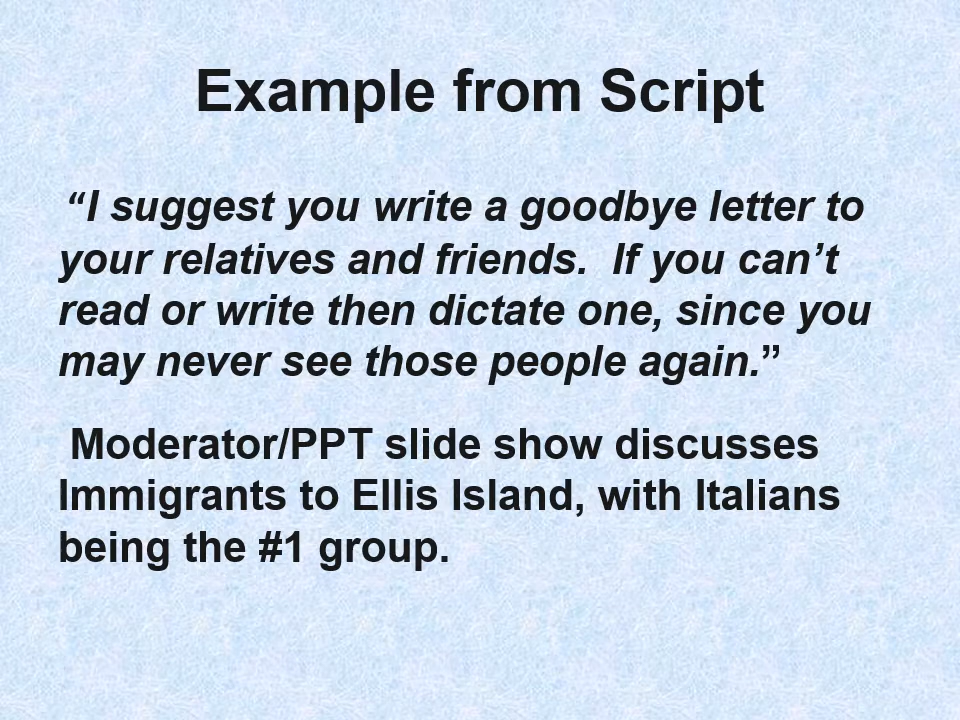 Example from Script
“I suggest you write a goodbye letter to
your relatives and friends.  If you can’t
read or write then dictate one, since you
may never see those people again.”
Moderator/PPT slide show discusses
Immigrants to Ellis Island, with Italians
being the #1 group.